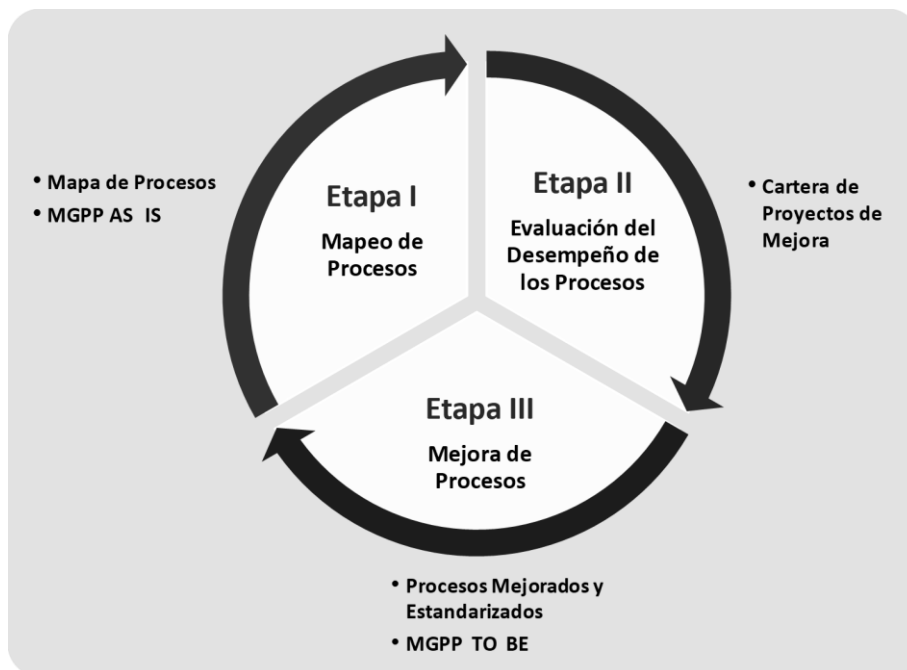 • Mapa de Procesos
• MGPP AS IS
Etapa I
Mapeo de
Procesos
Etapa II
Evaluación del
Desempeño de
los Procesos
• Cartera de
Proyectos de
Mejora
Etapa III
Mejora de
Procesos
• Procesos Mejorados y
Estandarizados
• MGPP TO BE